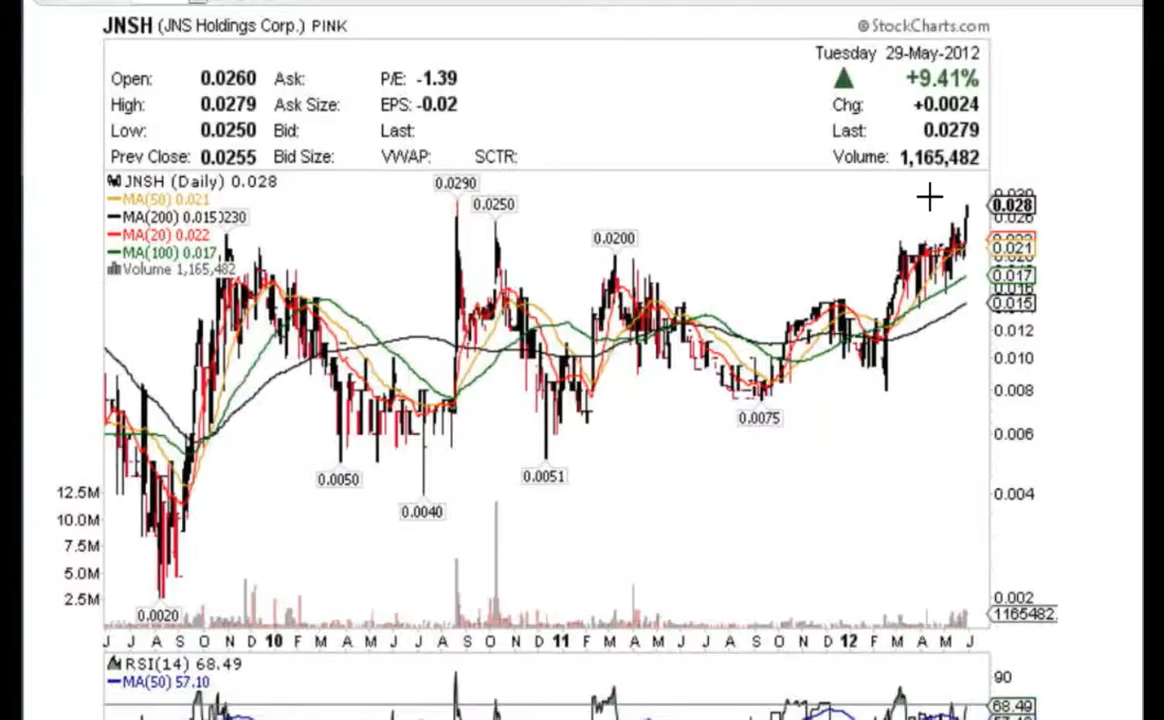 JNSH (JNS Holdings Corp.) PINK
© StockCharts.com
Tuesday 29-May-2012
Open: 0.0260 Ask: P/E: -1.39 +9.41%
High: 0.0279 Ask Size: EPS: -0.02 Chg: +0.0024
Low: 0.0250 Bid: Last: Last: 0.0279
Prev Close: 0.0255 Bid Size: VWAP: SCTR: Volume: 1,165,482
JNSH (Daily) 0.028
MA(50) 0.021
MA(200) 0.015
MA(20) 0.022
MA(100) 0.017
Volume 1,165,482
0.0290
0.0250
0.0200
0.0075
0.0050
0.0051
0.0040
0.0020
0.028
0.021
0.017
0.015
0.012
0.010
0.008
0.006
0.004
0.002
1165482
12.5M
10.0M
7.5M
5.0M
2.5M
J J A S O N D 10 F M A M J J A S O N D 11 F M A M J J A S O N D 12 F M A M J
RSI(14) 68.49
MA(50) 57.10
90
68.49